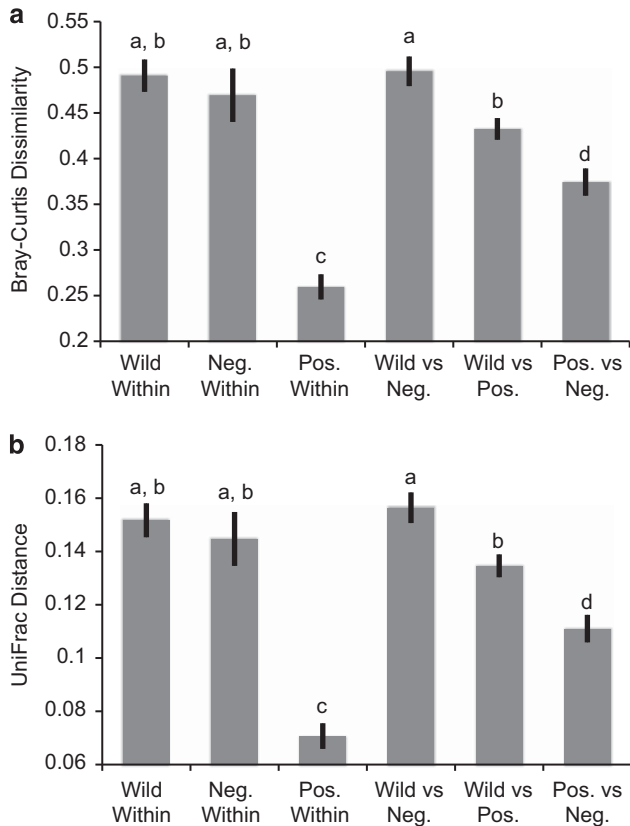 a
0.55
0.5
0.45
0.4
0.35
0.3
0.25
0.2
Bray-Curtis Dissimilarity
a, b
a, b
c
a
b
d
Wild
Within
Neg.
Within
Pos.
Within
Wild vs
Neg.
Wild vs
Pos.
Pos. vs
Neg.
b
0.18
0.16
0.14
0.12
0.1
0.08
0.06
UniFrac Distance
a, b
a, b
c
a
b
d
Wild
Within
Neg.
Within
Pos.
Within
Wild vs
Neg.
Wild vs
Pos.
Pos. vs
Neg.